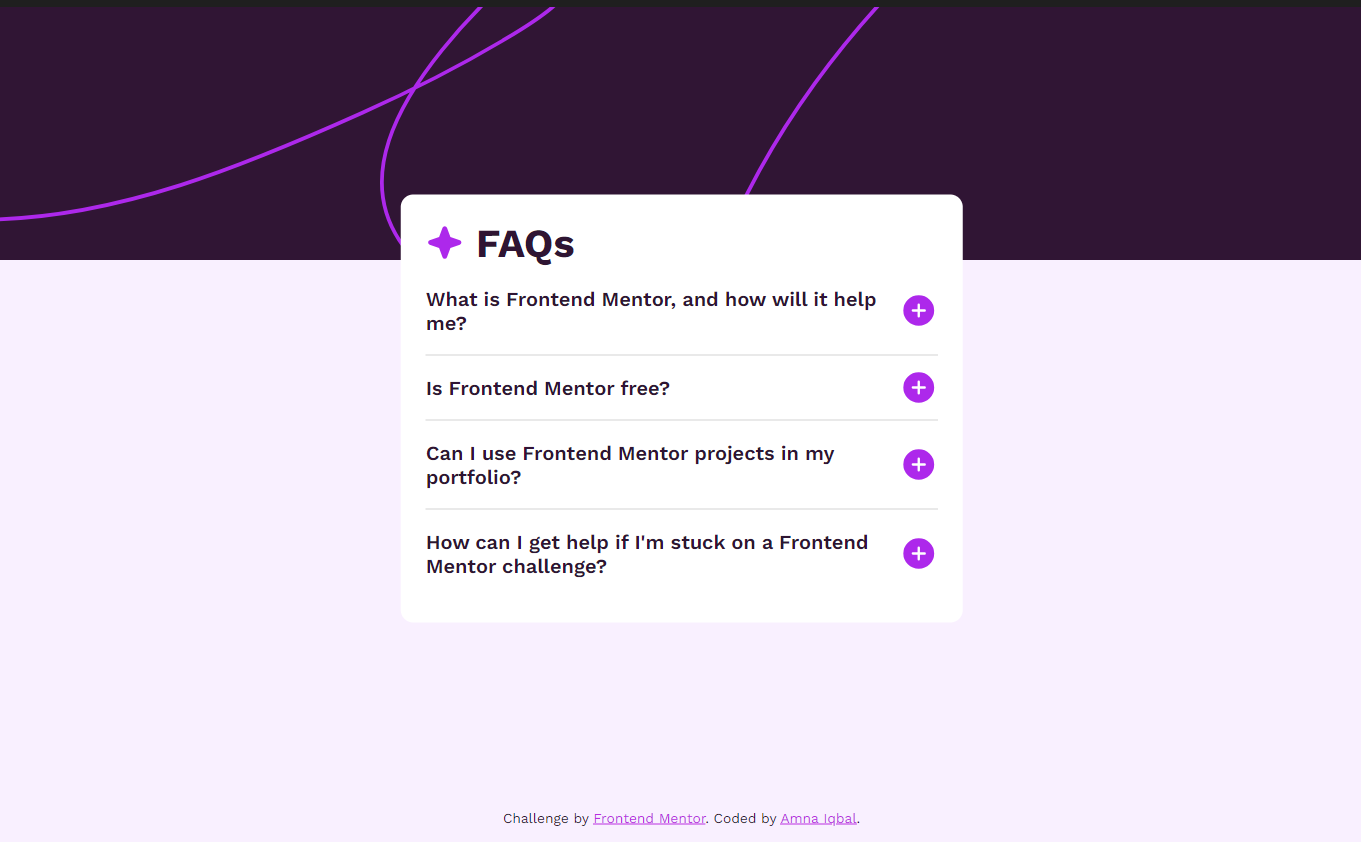 FAQs
What is Frontend Mentor, and how will it help
me?
Is Frontend Mentor free?
Can I use Frontend Mentor projects in my
portfolio?
How can I get help if I'm stuck on a Frontend
Mentor challenge?
Challenge by Frontend Mentor. Coded by Amna Iqbal.